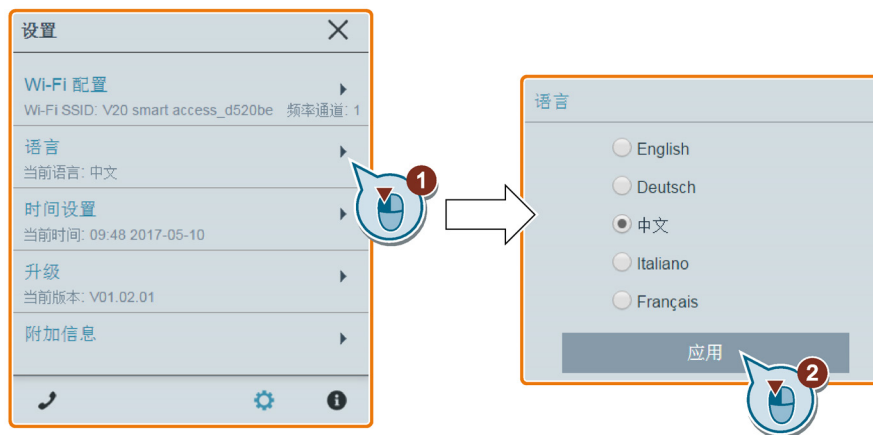 设置
Wi-Fi 配置
Wi-Fi SSID: V20 smart access_d520be 频率通道: 1
语言
当前语言: 中文
时间设置
当前时间: 09:48 2017-05-10
升级
当前版本: V01.02.01
附加信息
1
语言
English
Deutsch
中文
Italiano
Français
应用
2